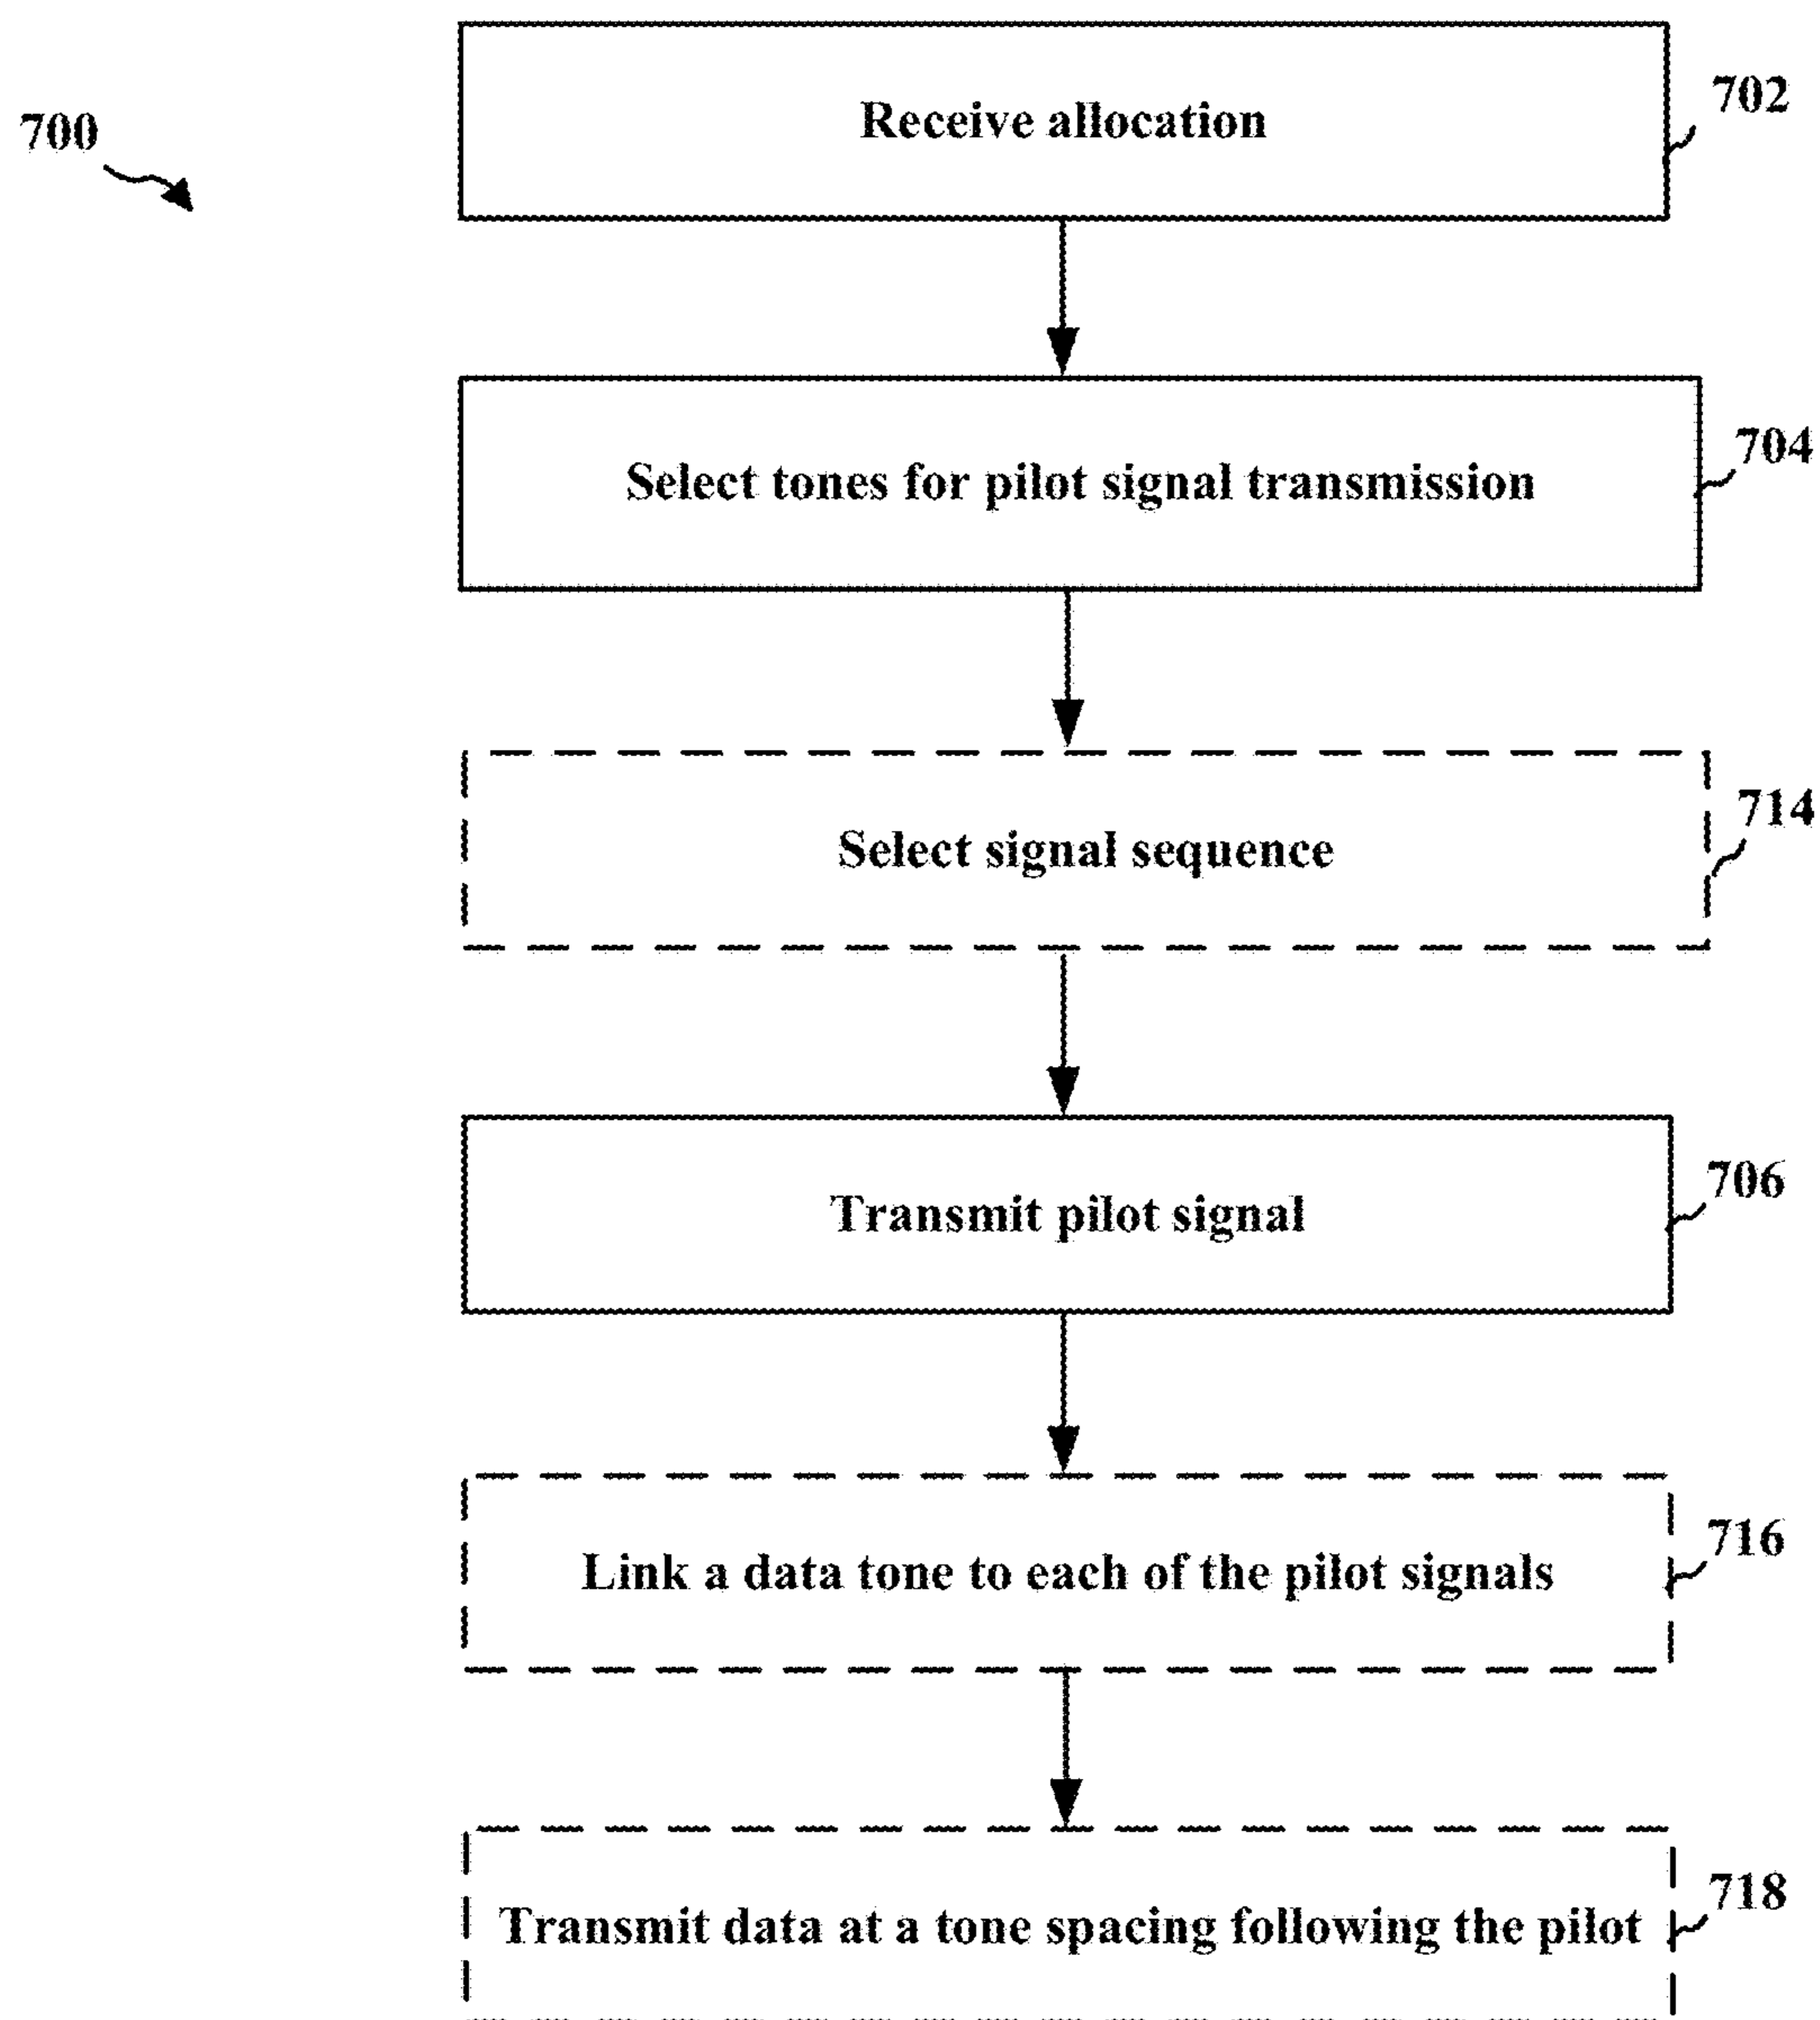 700
Receive allocation
702
Select tones for pilot signal transmission
704
Select signal sequence
714
Transmit pilot signal
706
Link a data tone to each of the pilot signals
716
Transmit data at a tone spacing following the pilot
718